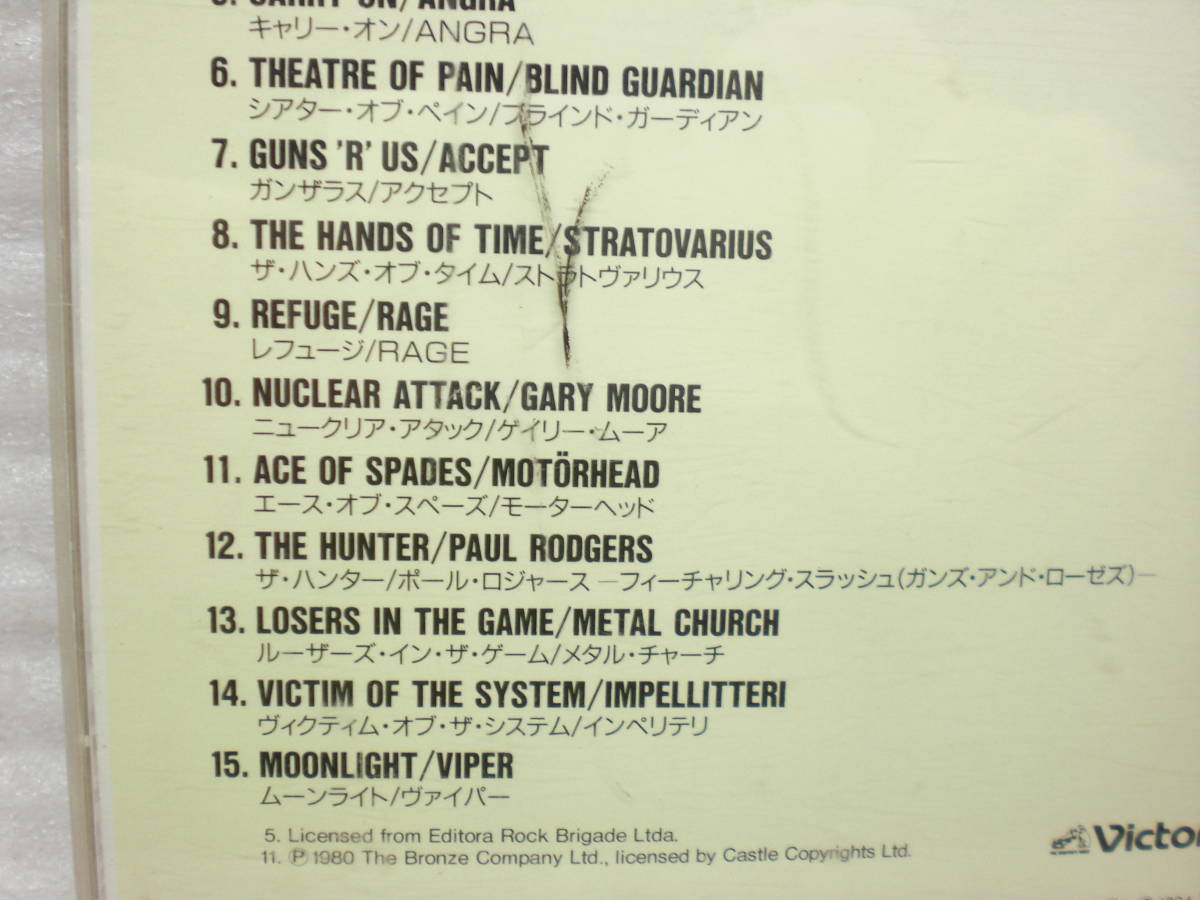 5. CARRY ON/ANGRA
キャリー・オン/ANGRA
6. THEATRE OF PAIN/BLIND GUARDIAN
シアター・オブ・ペイン/ブラインド・ガーディアン
7. GUNS 'R' US/ACCEPT
ガンザラス/アクセプト
8. THE HANDS OF TIME/STRATOVARIUS
ザ・ハンズ・オブ・タイム/ストラトヴァリウス
9. REFUGE/RAGE
レフュージ/RAGE
10. NUCLEAR ATTACK/GARY MOORE
ニュークリア・アタック/ゲイリー・ムーア
11. ACE OF SPADES/MOTÖRHEAD
エース・オブ・スペーズ/モーターヘッド
12. THE HUNTER/PAUL RODGERS
ザ・ハンター/ポール・ロジャース ―フィーチャリング・スラッシュ(ガンズ・アンド・ローゼズ)―
13. LOSERS IN THE GAME/METAL CHURCH
ルーザーズ・イン・ザ・ゲーム/メタル・チャーチ
14. VICTIM OF THE SYSTEM/IMPELLITTERI
ヴィクティム・オブ・ザ・システム/インペリテリ
15. MOONLIGHT/VIPER
ムーンライト/ヴァイパー
5. Licensed from Editora Rock Brigade Ltda.
11. Ⓟ 1980 The Bronze Company Ltd., licensed by Castle Copyrights Ltd.
Victor